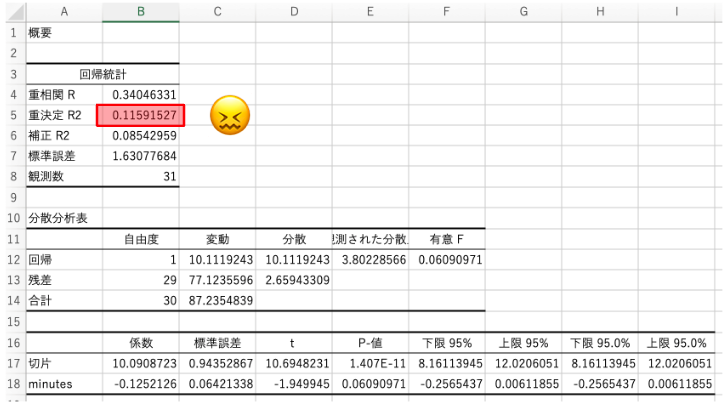 A B C D E F G H I
1 概要
2
3 回帰統計
4 重相関 R 0.34046331
5 重決定 R2 0.11591527
6 補正 R2 0.08542959
7 標準誤差 1.63077684
8 観測数 31
9
10 分散分析表
11 自由度 変動 分散 測された分散 有意 F
12 回帰 1 10.1119243 10.1119243 3.80228566 0.06090971
13 残差 29 77.1235596 2.65943309
14 合計 30 87.2354839
15
16 係数 標準誤差 t P-値 下限 95% 上限 95% 下限 95.0% 上限 95.0%
17 切片 10.0908723 0.94352867 10.6948231 1.407E-11 8.16113945 12.0206051 8.16113945 12.0206051
18 minutes -0.1252126 0.06421338 -1.949945 0.06090971 -0.2565437 0.00611855 -0.2565437 0.00611855